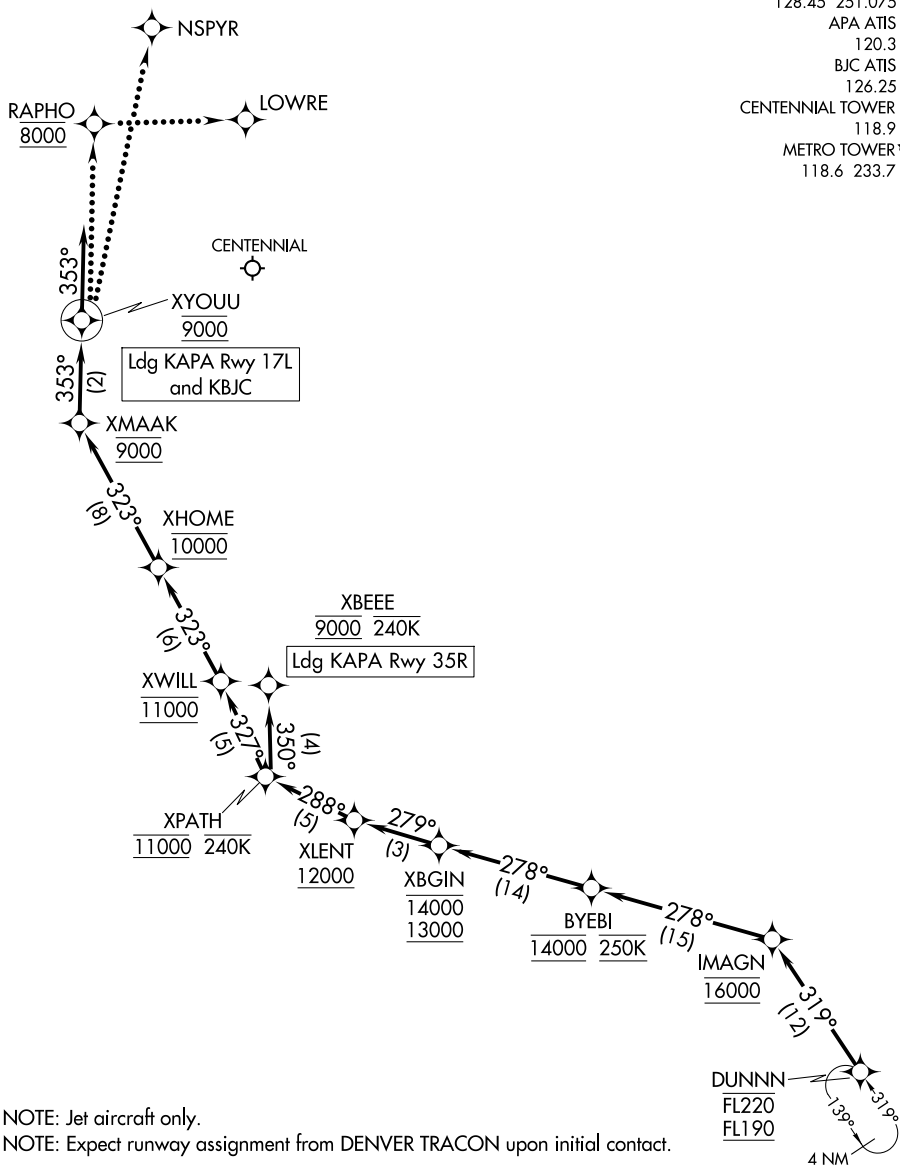 128.45 251.075
APA ATIS
120.3
BJC ATIS
126.25
CENTENNIAL TOWER
118.9
METRO TOWER*
118.6 233.7
NSPYR
RAPHO
8000
LOWRE
353°
CENTENNIAL
XYOUU
9000
Ldg KAPA Rwy 17L
and KBJC
353°
(2)
XMAAK
9000
323°
(8)
XHOME
10000
323°
(6)
XBEEE
9000 240K
Ldg KAPA Rwy 35R
XWILL
11000
327°
(5)
350°
(4)
XPATH
11000 240K
288°
(5)
XLENT
12000
279°
(3)
XBGIN
14000
13000
278°
(14)
BYEBI
14000 250K
278°
(15)
IMAGN
16000
319°
(12)
DUNNN
FL220
FL190
139°
319°
4 NM
NOTE: Jet aircraft only.
NOTE: Expect runway assignment from DENVER TRACON upon initial contact.